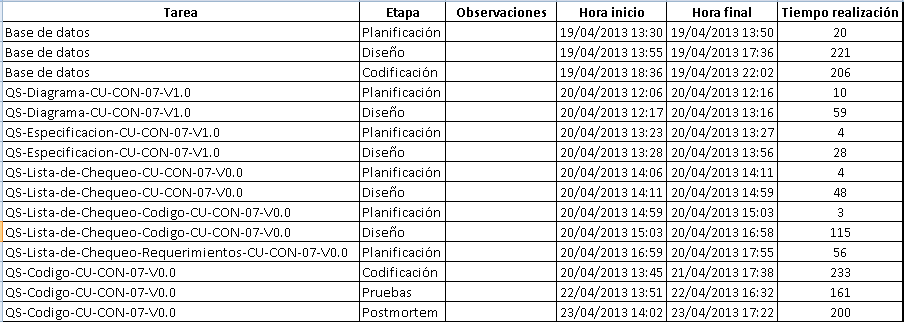 Tarea Etapa Observaciones Hora inicio Hora final Tiempo realización
Base de datos Planificación 19/04/2013 13:30 19/04/2013 13:50 20
Base de datos Diseño 19/04/2013 13:55 19/04/2013 17:36 221
Base de datos Codificación 19/04/2013 18:36 19/04/2013 22:02 206
QS-Diagrama-CU-CON-07-V1.0 Planificación 20/04/2013 12:06 20/04/2013 12:16 10
QS-Diagrama-CU-CON-07-V1.0 Diseño 20/04/2013 12:17 20/04/2013 13:16 59
QS-Especificacion-CU-CON-07-V1.0 Planificación 20/04/2013 13:23 20/04/2013 13:27 4
QS-Especificacion-CU-CON-07-V1.0 Diseño 20/04/2013 13:28 20/04/2013 13:56 28
QS-Lista-de-Chequeo-CU-CON-07-V0.0 Planificación 20/04/2013 14:06 20/04/2013 14:11 4
QS-Lista-de-Chequeo-CU-CON-07-V0.0 Diseño 20/04/2013 14:11 20/04/2013 14:59 48
QS-Lista-de-Chequeo-Codigo-CU-CON-07-V0.0 Planificación 20/04/2013 14:59 20/04/2013 15:03 3
QS-Lista-de-Chequeo-Codigo-CU-CON-07-V0.0 Diseño 20/04/2013 15:03 20/04/2013 16:58 115
QS-Lista-de-Chequeo-Requerimientos-CU-CON-07-V0.0 Planificación 20/04/2013 16:59 20/04/2013 17:55 56
QS-Codigo-CU-CON-07-V0.0 Codificación 20/04/2013 13:45 21/04/2013 17:38 233
QS-Codigo-CU-CON-07-V0.0 Pruebas 22/04/2013 13:51 22/04/2013 16:32 161
QS-Codigo-CU-CON-07-V0.0 Postmortem 23/04/2013 14:02 23/04/2013 17:22 200